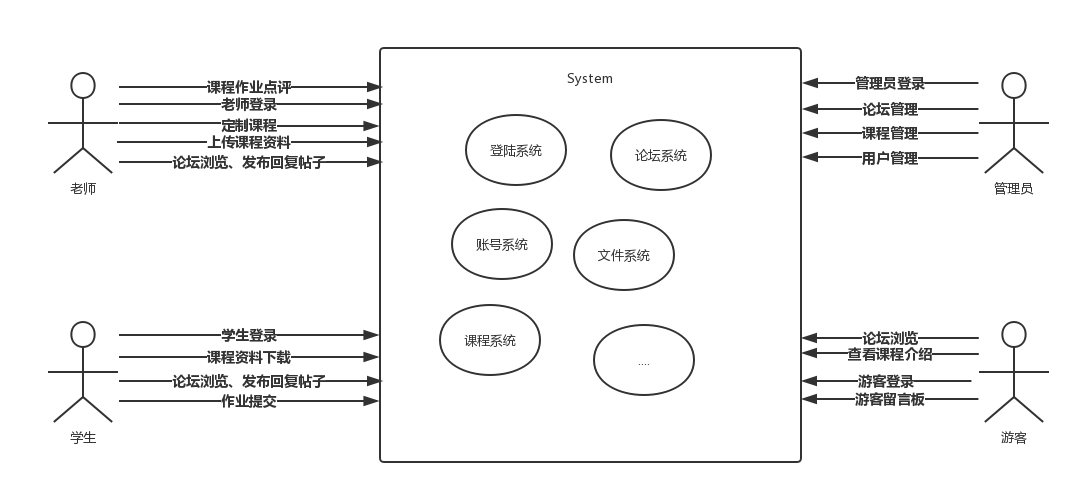 System
课程作业点评
老师登录
定制课程
上传课程资料
论坛浏览、发布回复帖子
老师
管理员登录
论坛管理
课程管理
用户管理
管理员
登陆系统
论坛系统
账号系统
文件系统
课程系统
....
学生登录
课程资料下载
论坛浏览、发布回复帖子
作业提交
学生
论坛浏览
查看课程介绍
游客登录
游客留言板
游客